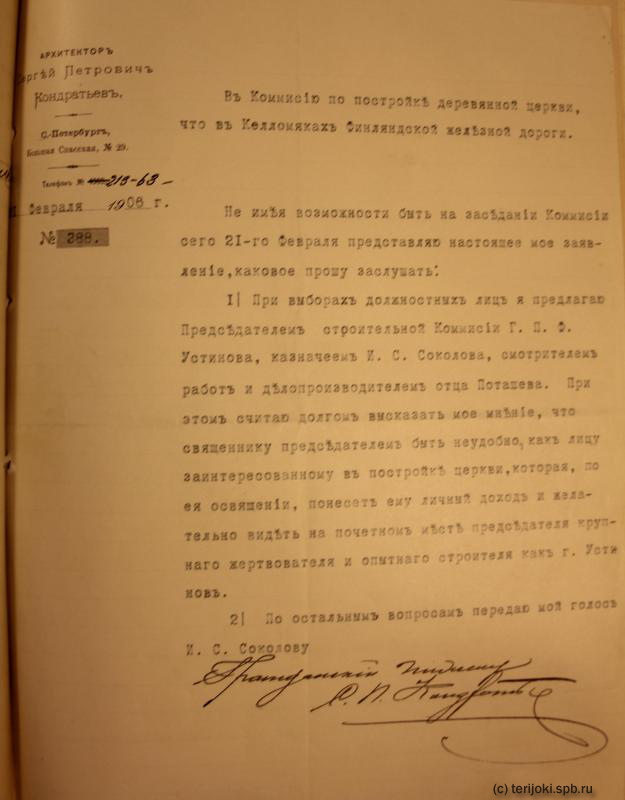 АРХИТЕКТОРЪ
Сергѣй Петровичъ
Кондратьевъ,
С.-Петербургъ,
Большая Спасская, № 29.
Телефонъ № 213-63-
Февраля 1908 г.
№ 288.
Въ Коммисію по постройкѣ деревянной церкви,
что въ Келломякахъ Финляндской желѣзной дороги.
Не имѣя возможности быть на засѣданіи Коммисіи
сего 21-го Февраля представляю настоящее мое заяв-
леніе,каковое прошу заслушать:
1| При выборахъ должностныхъ лицъ я предлагаю
Предсѣдателемъ строительной Коммисіи Г. П. Ф.
Устинова, казначеемъ И. С. Соколова, смотрителемъ
работъ и дѣлопроизводителемъ отца Поташева. При
этомъ считаю долгомъ высказать мое мнѣніе, что
священнику предсѣдателемъ быть неудобно,какъ лицу
заинтересованному въ постройкѣ церкви,которая, по
ея освященіи, понесетъ ему личный доходъ и жела-
тельно видѣть на почетномъ мѣстѣ предсѣдателя круп-
наго жертвователя и опытнаго строителя какъ г. Усти
новъ.
2| По остальнымъ вопросамъ передаю мой голосъ
И. С. Соколову
Гражданскій Инженеръ
С. П. Кондратьевъ
(c) terijoki.spb.ru